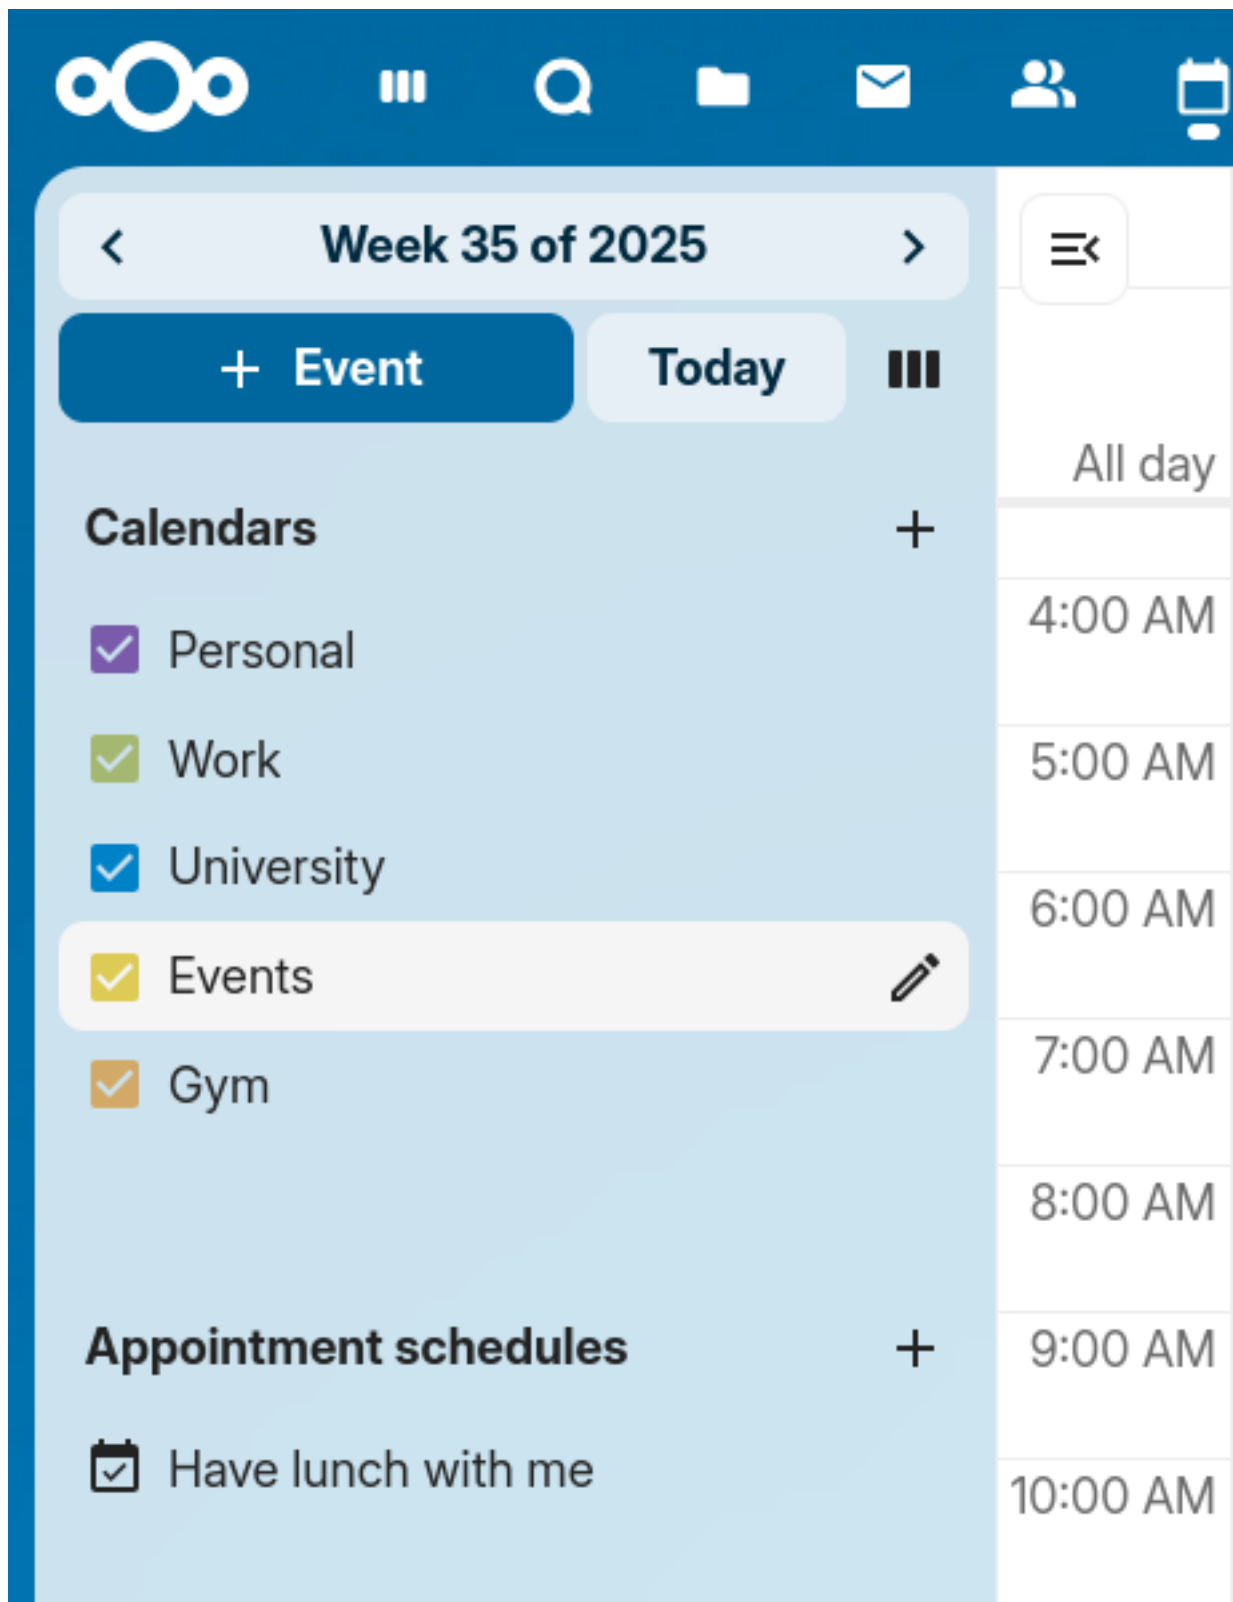 Week 35 of 2025
+ Event
Today
Calendars
Personal
Work
University
Events
Gym
Appointment schedules
Have lunch with me
All day
4:00 AM
5:00 AM
6:00 AM
7:00 AM
8:00 AM
9:00 AM
10:00 AM